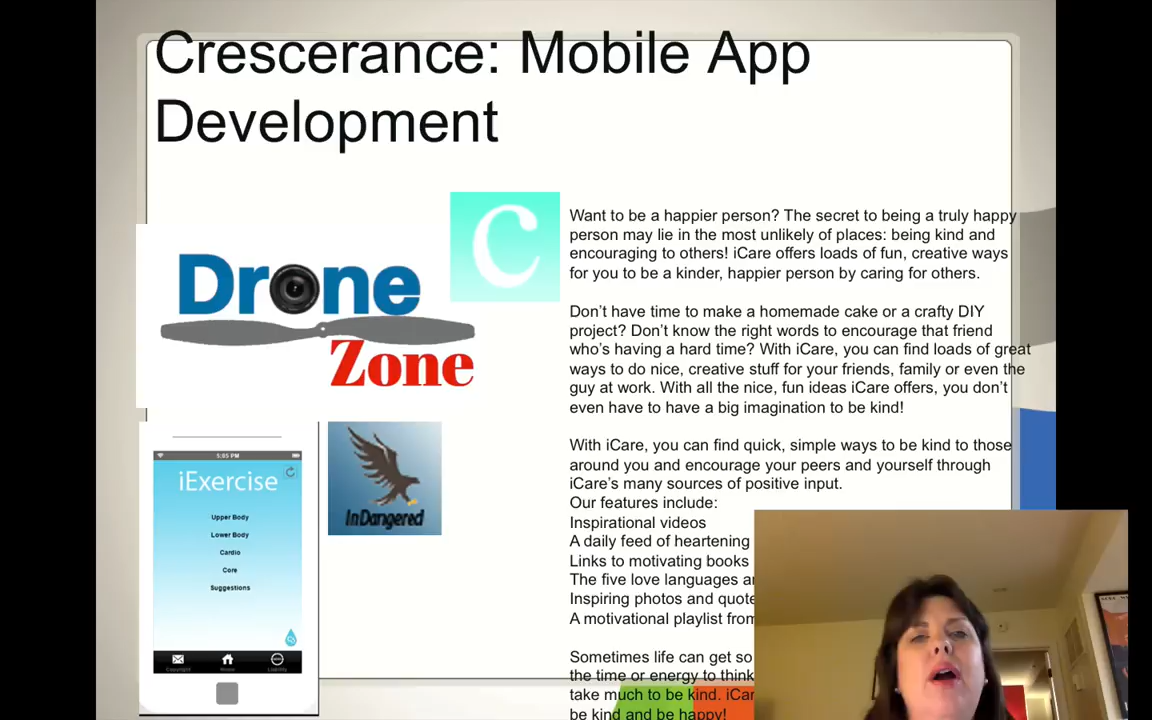 Crescerance: Mobile App
Development
C
Drone
Zone
Want to be a happier person? The secret to being a truly happy
person may lie in the most unlikely of places: being kind and
encouraging to others! iCare offers loads of fun, creative ways
for you to be a kinder, happier person by caring for others.
Don’t have time to make a homemade cake or a crafty DIY
project? Don’t know the right words to encourage that friend
who’s having a hard time? With iCare, you can find loads of great
ways to do nice, creative stuff for your friends, family or even the
guy at work. With all the nice, fun ideas iCare offers, you don’t
even have to have a big imagination to be kind!
With iCare, you can find quick, simple ways to be kind to those
around you and encourage your peers and yourself through
iCare’s many sources of positive input.
Our features include:
Inspirational videos
A daily feed of heartening
Links to motivating books
The five love languages
Inspiring photos and quote
A motivational playlist from
Sometimes life can get so
the time or energy to think
take much to be kind.
be kind and be happy!
5:05 PM
iExercise
Upper Body
Lower Body
Cardio
Core
Suggestions
Home
InDangered